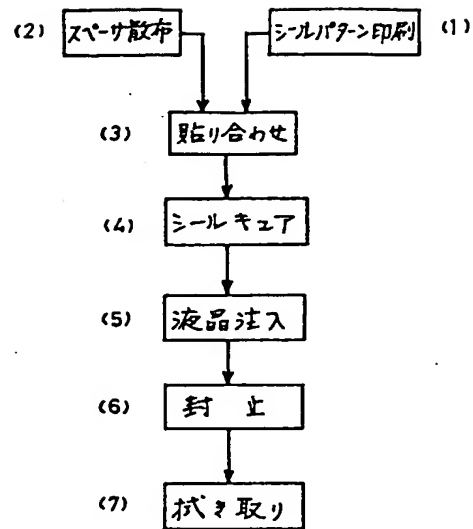 (2) スペーサ散布 シールパターン印刷 (1)
(3) 貼り合わせ
(4) シールキュア
(5) 液晶注入
(6) 封止
(7) 拭き取り